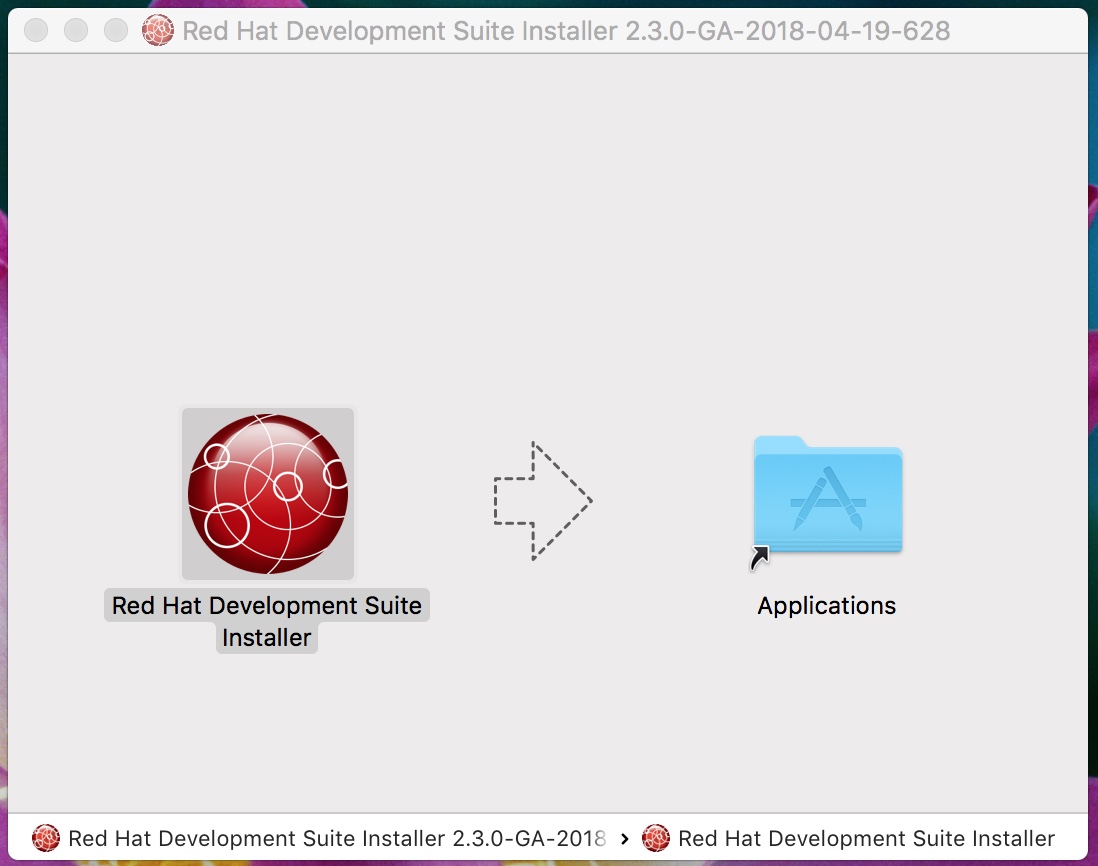 Red Hat Development Suite Installer 2.3.0-GA-2018-04-19-628
Red Hat Development Suite
Installer
Applications
Red Hat Development Suite Installer 2.3.0-GA-2018 › Red Hat Development Suite Installer